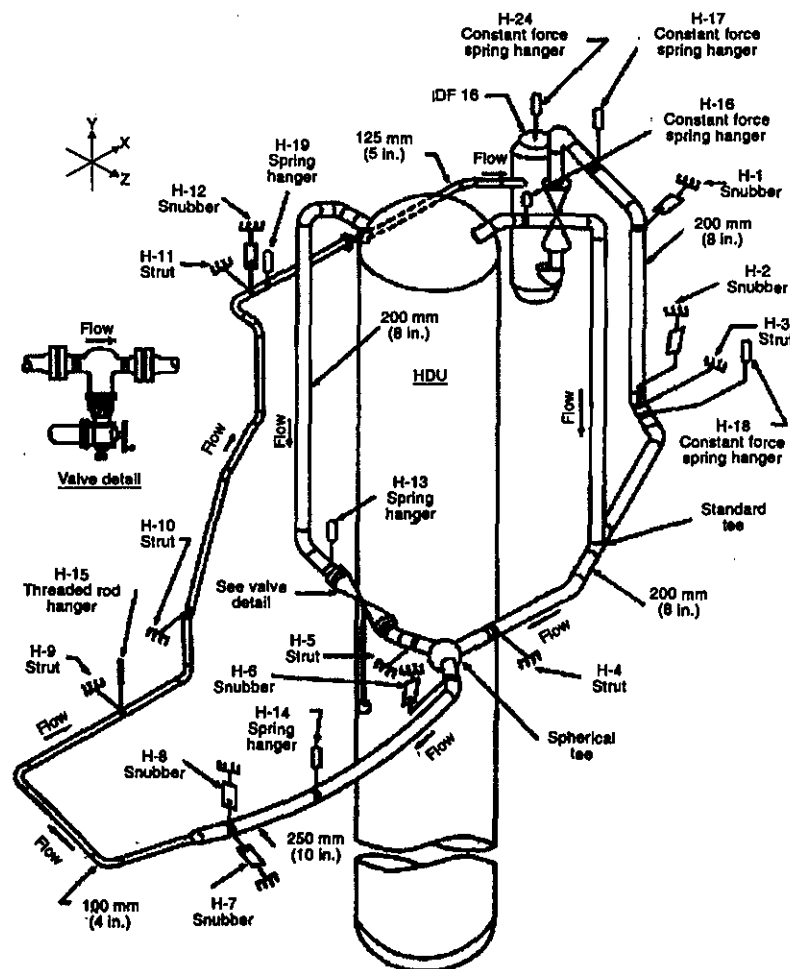 H-24
Constant force
spring hanger
H-17
Constant force
spring hanger
DF 16
H-16
Constant force
spring hanger
Y
X
Z
H-19
Spring
hanger
125 mm
(5 in.)
Flow
H-12
Snubber
H-1
Snubber
H-11
Strut
200 mm
(8 in.)
H-2
Snubber
200 mm
(8 in.)
H-3
Strut
Flow
HDU
Valve detail
Flow
Flow
Flow
H-18
Constant force
spring hanger
H-13
Spring
hanger
H-10
Strut
Standard
tee
H-15
Threaded rod
hanger
See valve
detail
200 mm
(8 in.)
H-9
Strut
H-5
Strut
Flow
H-6
Snubber
H-4
Strut
H-14
Spring
hanger
Flow
Flow
Spherical
tee
H-8
Snubber
Flow
250 mm
(10 in.)
100 mm
(4 in.)
H-7
Snubber